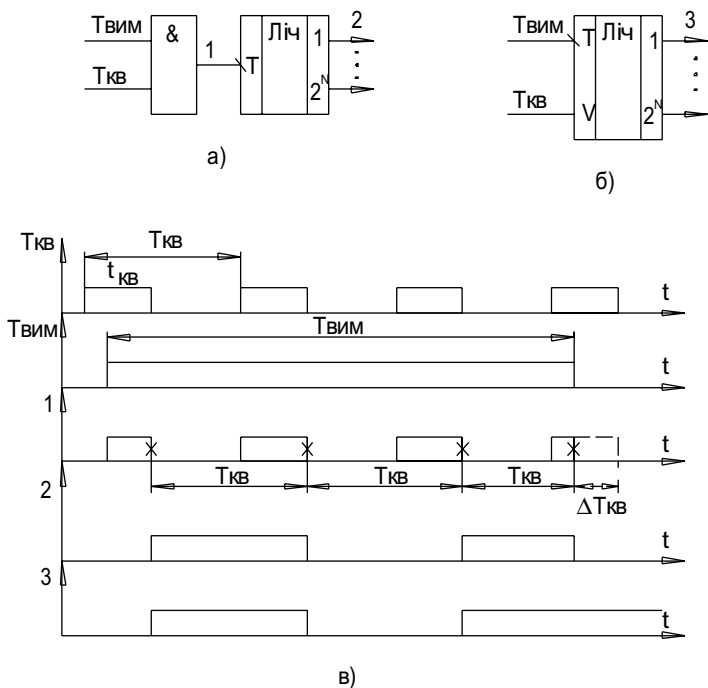 Твим & 1 Т Ліч 1 2
Ткв 2ᴺ
а)
Твим Т Ліч 1 3
Ткв V 2ᴺ
б)
Ткв Ткв
tкв t
Твим Твим
t
1
t
Ткв Ткв Ткв
2 ΔТкв
t
3
t
в)